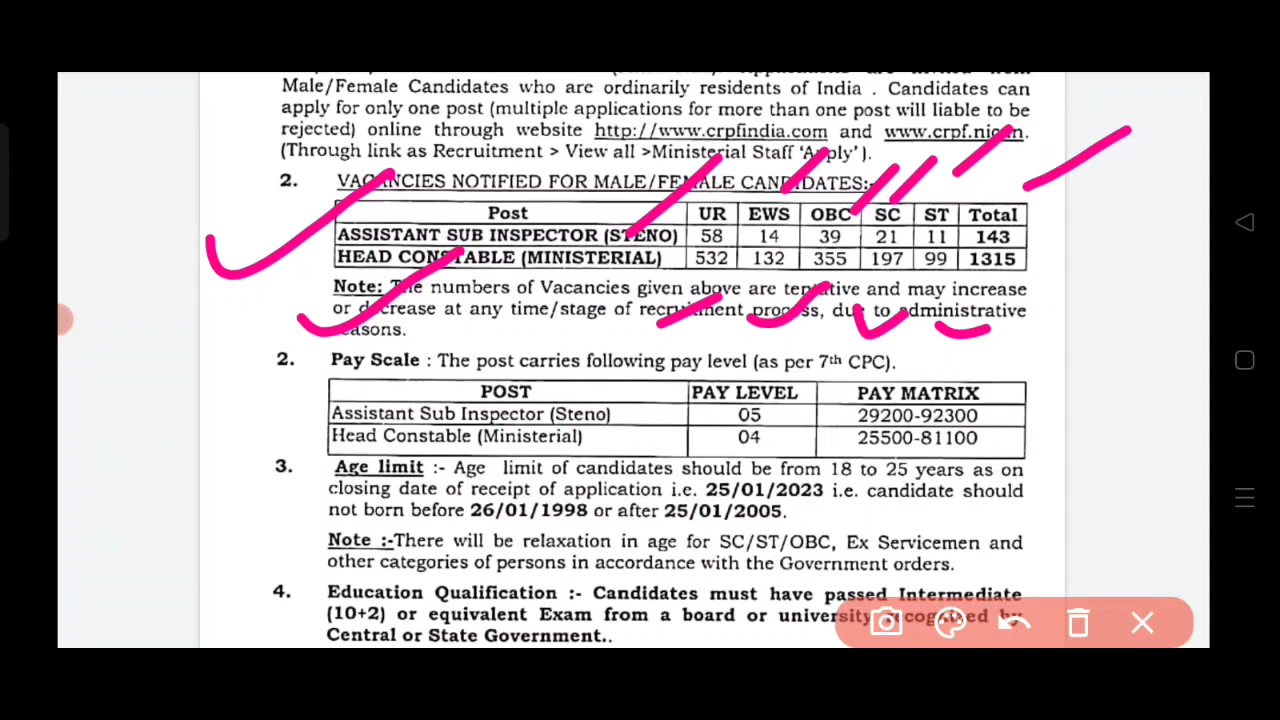 Male/Female Candidates who are ordinarily residents of India . Candidates can
apply for only one post (multiple applications for more than one post will liable to be
rejected) online through website http://www.crpfindia.com and www.crpf.nic.in.
(Through link as Recruitment > View all >Ministerial Staff 'Apply').
2. VACANCIES NOTIFIED FOR MALE/FEMALE CANDIDATES:-
Post UR EWS OBC SC ST Total
ASSISTANT SUB INSPECTOR (STENO) 58 14 39 21 11 143
HEAD CONSTABLE (MINISTERIAL) 532 132 355 197 99 1315
Note: The numbers of Vacancies given above are tentative and may increase
or decrease at any time/stage of recruitment process, due to administrative
reasons.
2. Pay Scale : The post carries following pay level (as per 7th CPC).
POST PAY LEVEL PAY MATRIX
Assistant Sub Inspector (Steno) 05 29200-92300
Head Constable (Ministerial) 04 25500-81100
3. Age limit :- Age limit of candidates should be from 18 to 25 years as on
closing date of receipt of application i.e. 25/01/2023 i.e. candidate should
not born before 26/01/1998 or after 25/01/2005.
Note :-There will be relaxation in age for SC/ST/OBC, Ex Servicemen and
other categories of persons in accordance with the Government orders.
4. Education Qualification :- Candidates must have passed Intermediate
(10+2) or equivalent Exam from a board or university recognized by
Central or State Government..